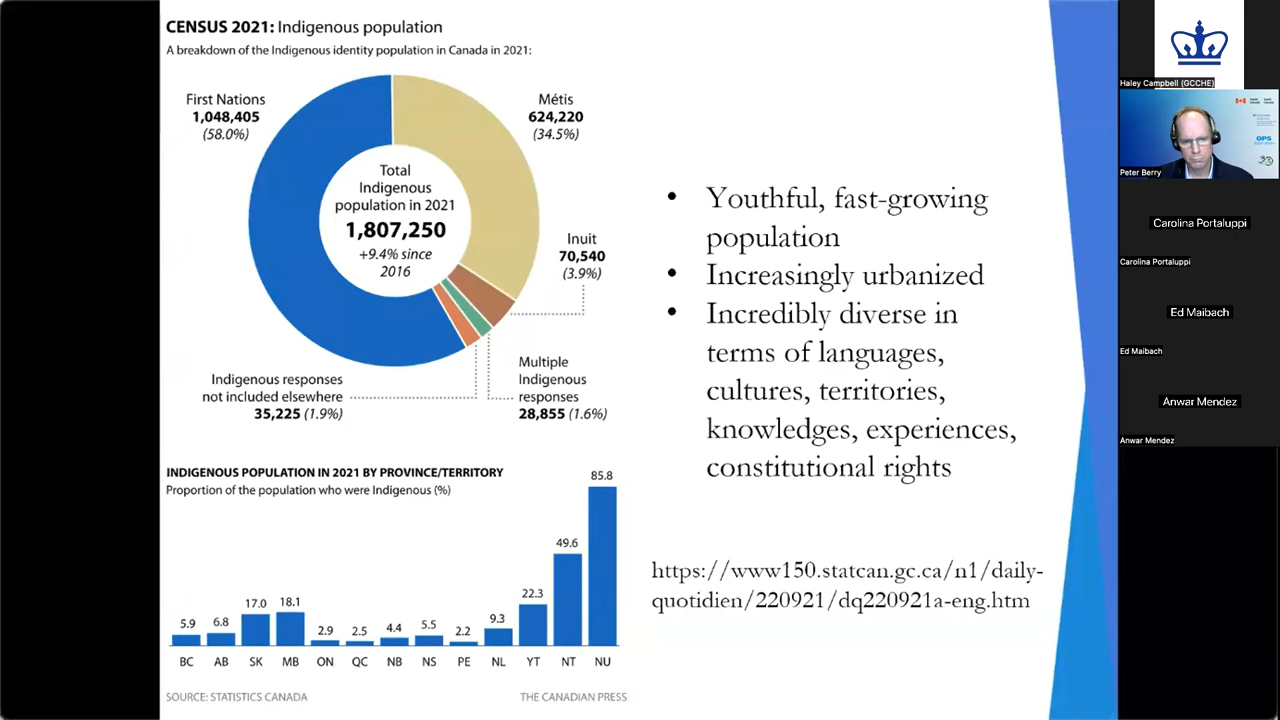 CENSUS 2021: Indigenous population
A breakdown of the Indigenous identity population in Canada in 2021:
First Nations
1,048,405
(58.0%)
Métis
624,220
(34.5%)
Total
Indigenous
population in 2021
1,807,250
+9.4% since
2016
Inuit
70,540
(3.9%)
Indigenous responses
not included elsewhere
35,225 (1.9%)
Multiple
Indigenous
responses
28,855 (1.6%)
INDIGENOUS POPULATION IN 2021 BY PROVINCE/TERRITORY
Proportion of the population who were Indigenous (%)
5.9 6.8 17.0 18.1 2.9 2.5 4.4 5.5 2.2 9.3 22.3 49.6 85.8
BC AB SK MB ON QC NB NS PE NL YT NT NU
SOURCE: STATISTICS CANADA THE CANADIAN PRESS
• Youthful, fast-growing
population
• Increasingly urbanized
• Incredibly diverse in
terms of languages,
cultures, territories,
knowledges, experiences,
constitutional rights
https://www150.statcan.gc.ca/n1/daily-
quotidien/220921/dq220921a-eng.htm
Haley Campbell (GCCHE)
OPS
Peter Berry
Carolina Portaluppi
Carolina Portaluppi
Ed Maibach
Ed Maibach
Anwar Mendez
Anwar Mendez